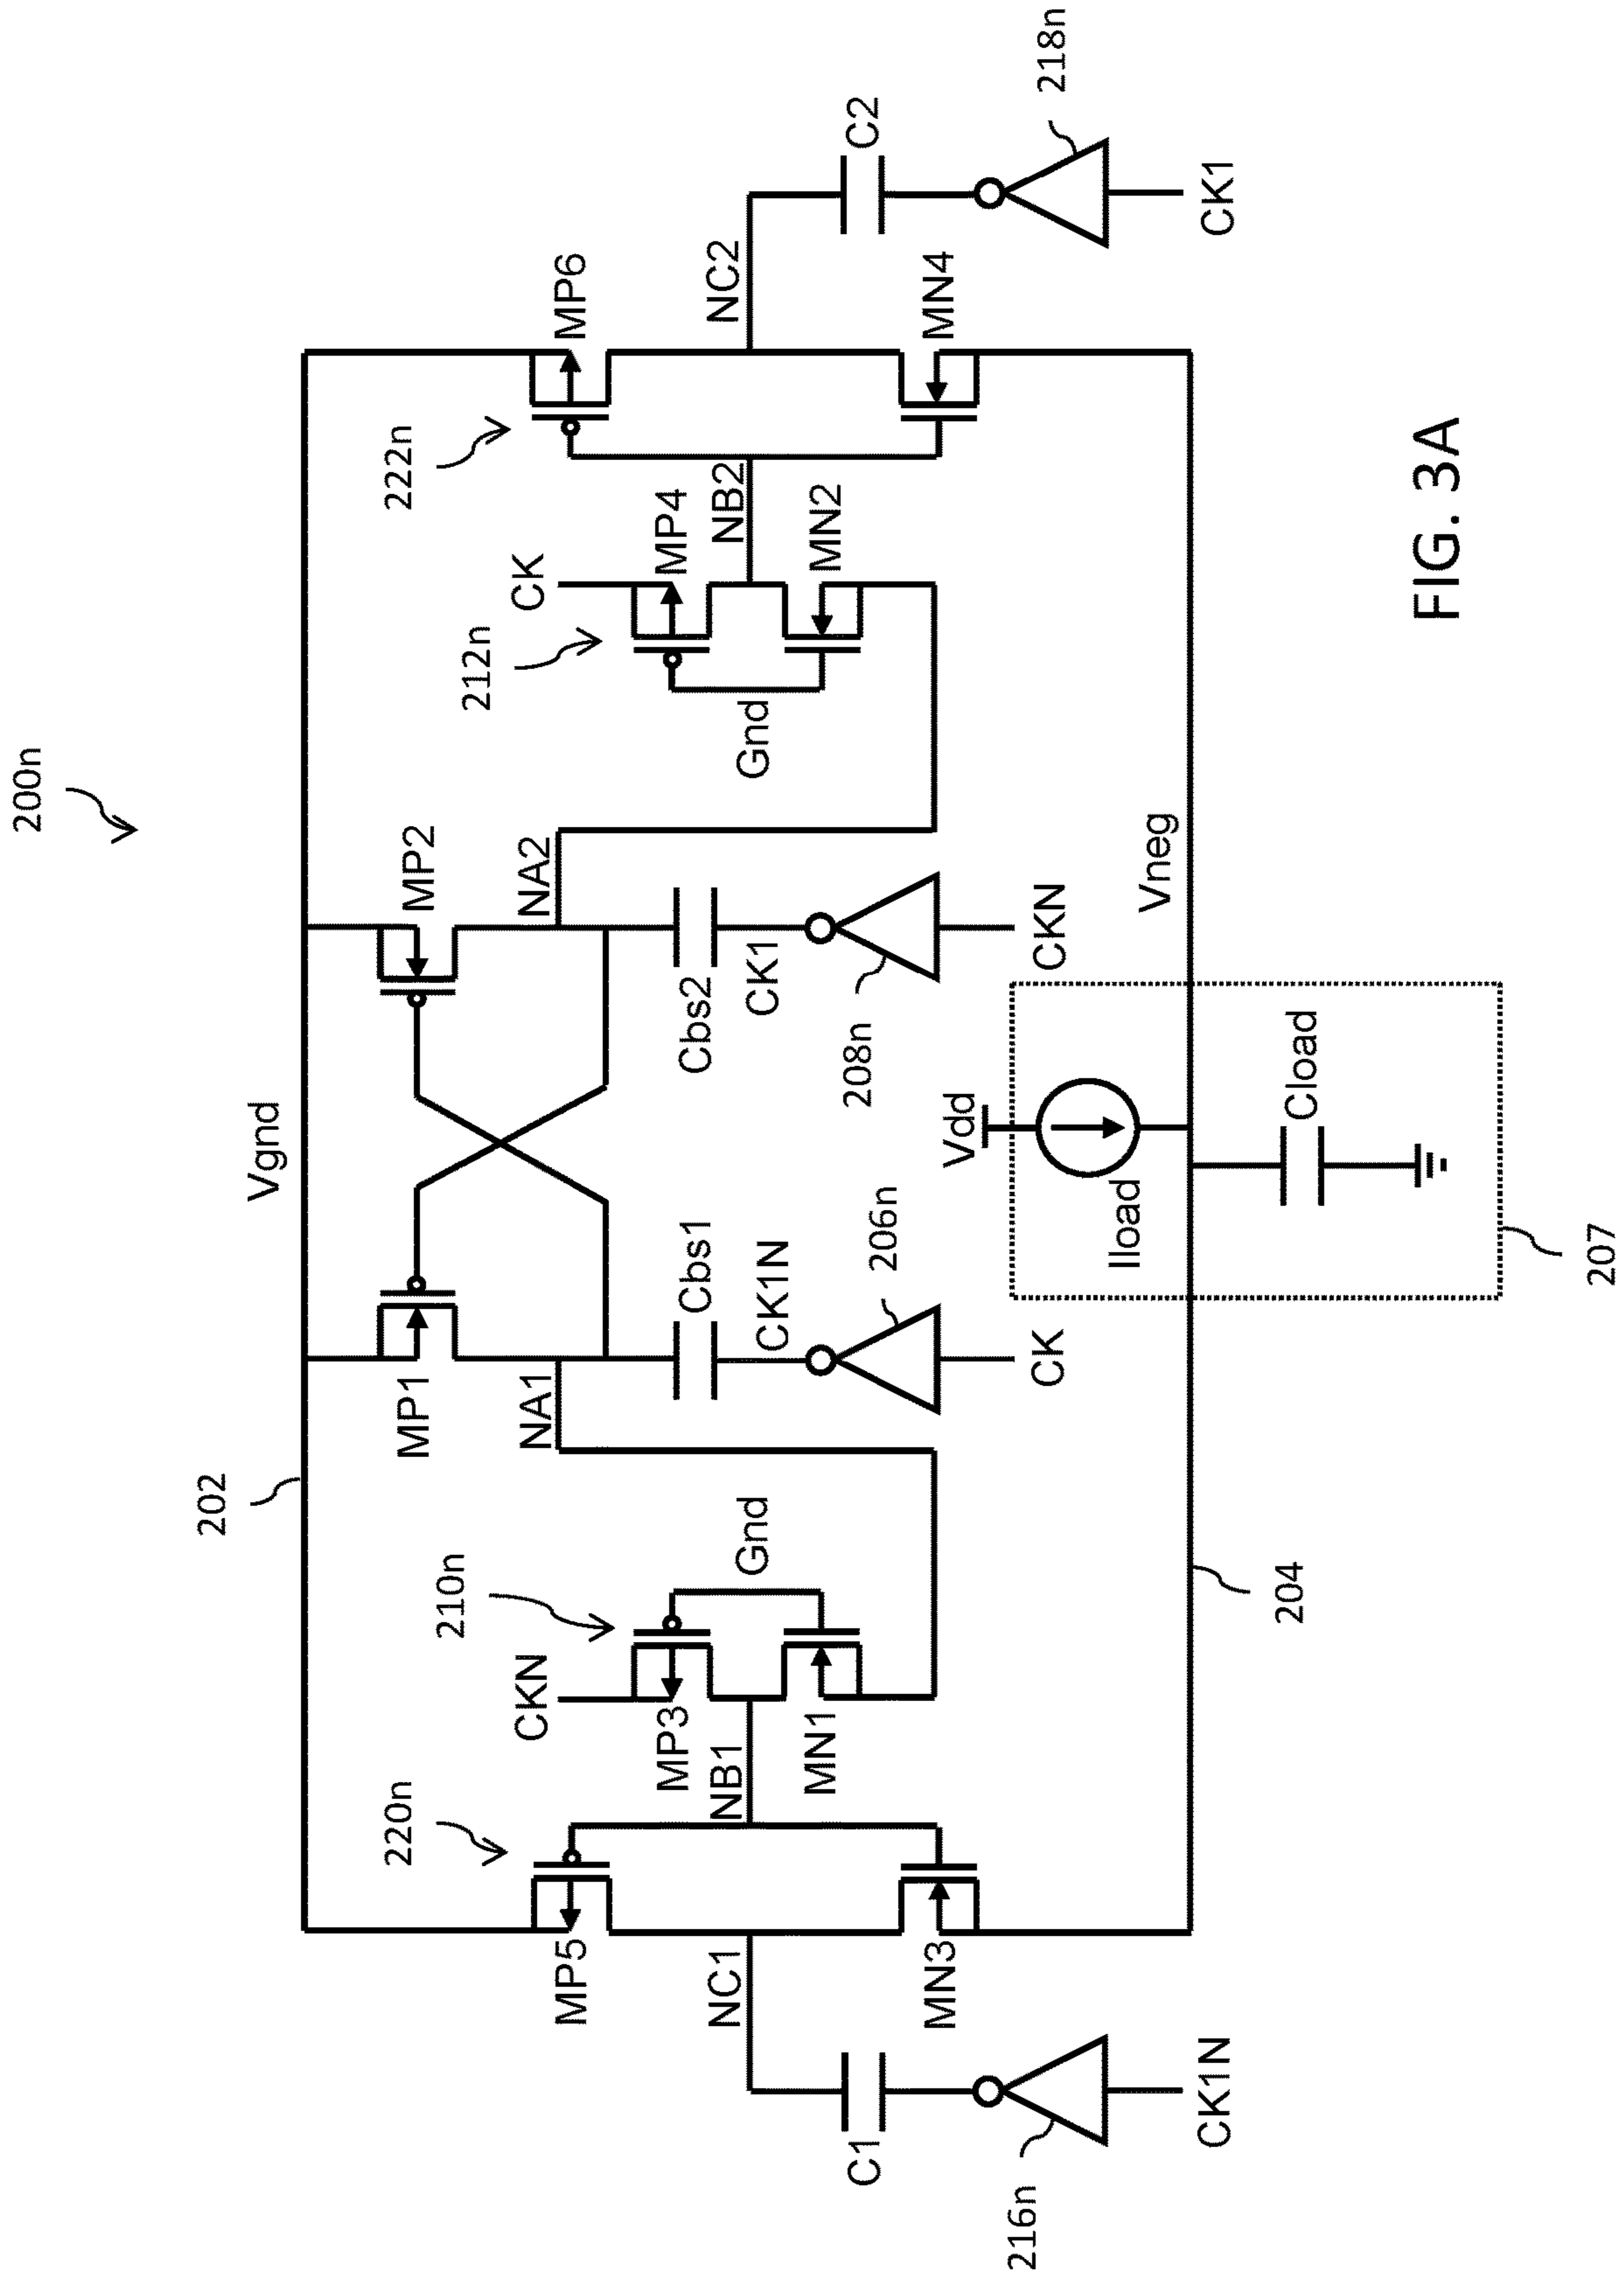 200n
202
Vgnd
MP1
MP2
220n
210n
212n
222n
CKN
CK
MP5
MP3
NA1
NA2
MP4
MP6
NC1
NB1
Gnd
Cbs1
Cbs2
Gnd
NB2
NC2
CK1N
CK1
MN1
MN2
C1
C2
MN3
206n
208n
MN4
216n
218n
CK
CKN
Vdd
Iload
Vneg
CK1N
CK1
204
Cload
207
FIG. 3A